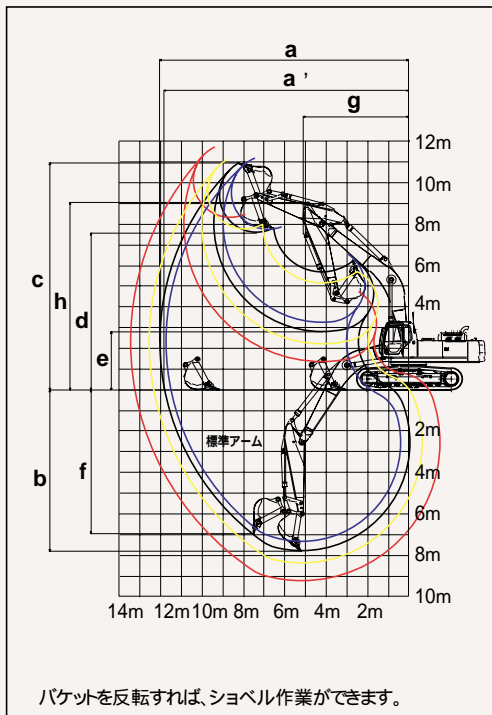 a
a '
g
12m
10m
8m
6m
4m
c
h
d
e
b
f
標準アーム
2m
4m
6m
8m
10m
14m 12m 10m 8m 6m 4m 2m
バケットを反転すれば、ショベル作業ができます。